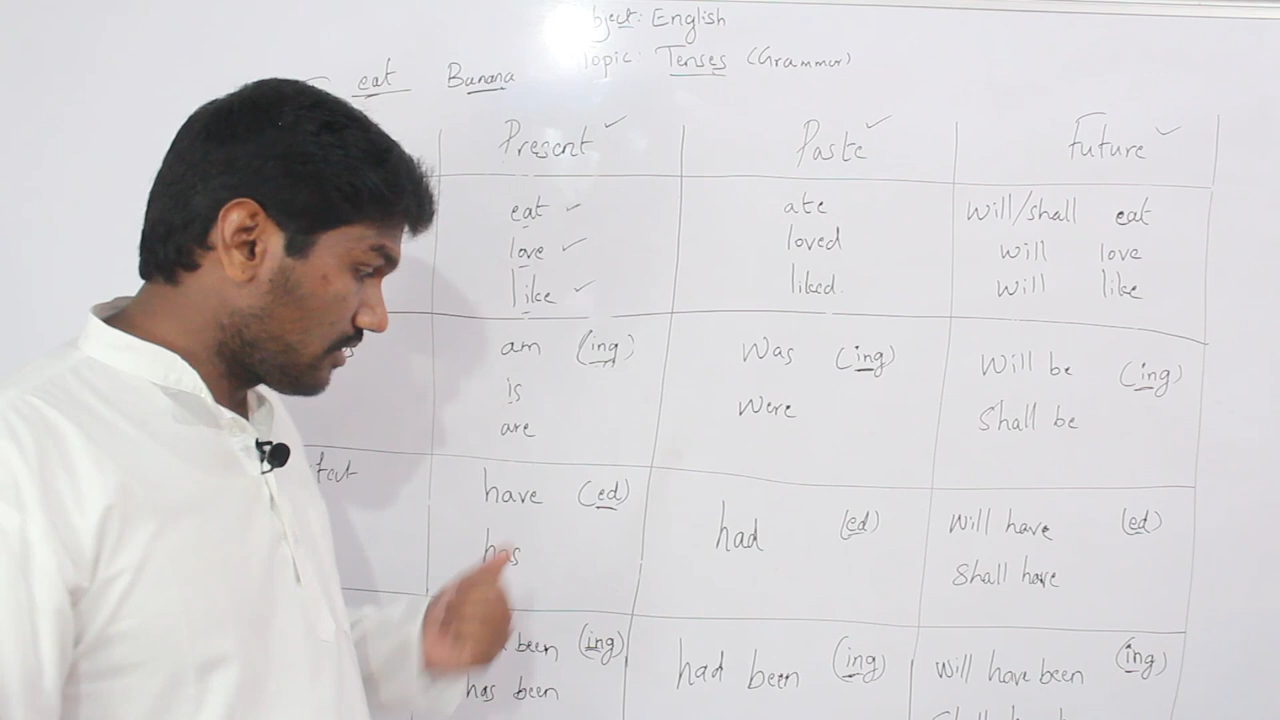 Subject: English
Topic: Tenses (Grammar)
eat Banana
Present Paste Future
eat ate will/shall eat
love loved will love
like liked will like
am (ing) Was (ing) Will be (ing)
is Were Shall be
are
have (ed) had (ed) will have (ed)
has Shall have
been (ing) had been (ing) will have been (ing)
has been